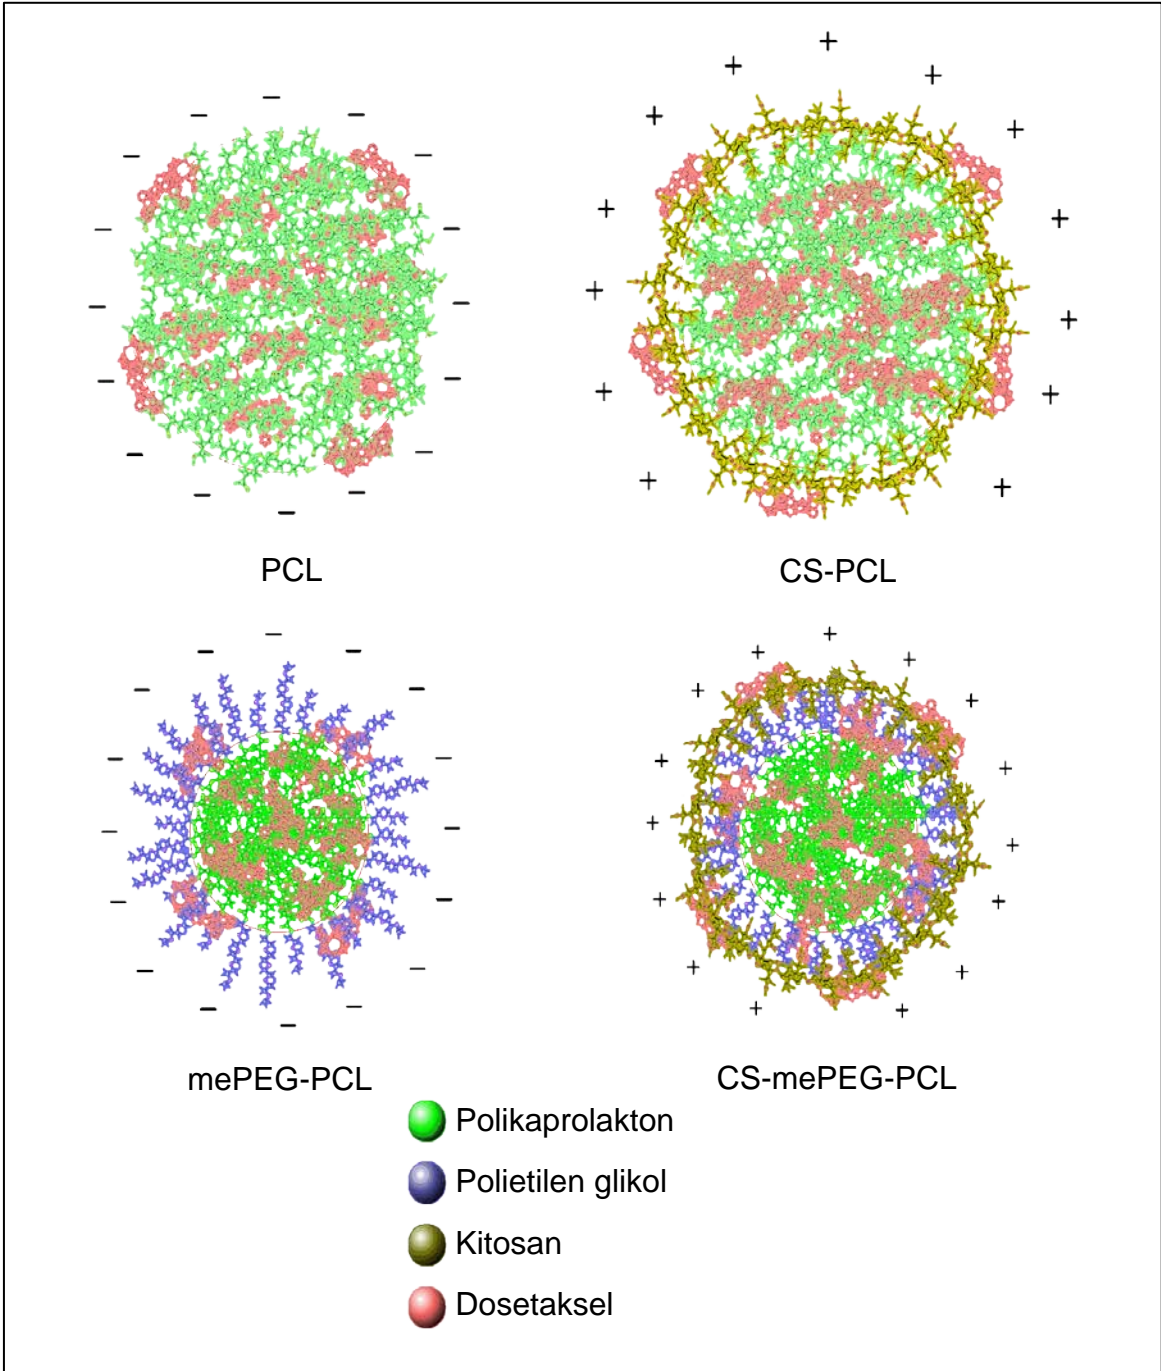 PCL
CS-PCL
mePEG-PCL
CS-mePEG-PCL
Polikaprolakton
Polietilen glikol
Kitosan
Dosetaksel